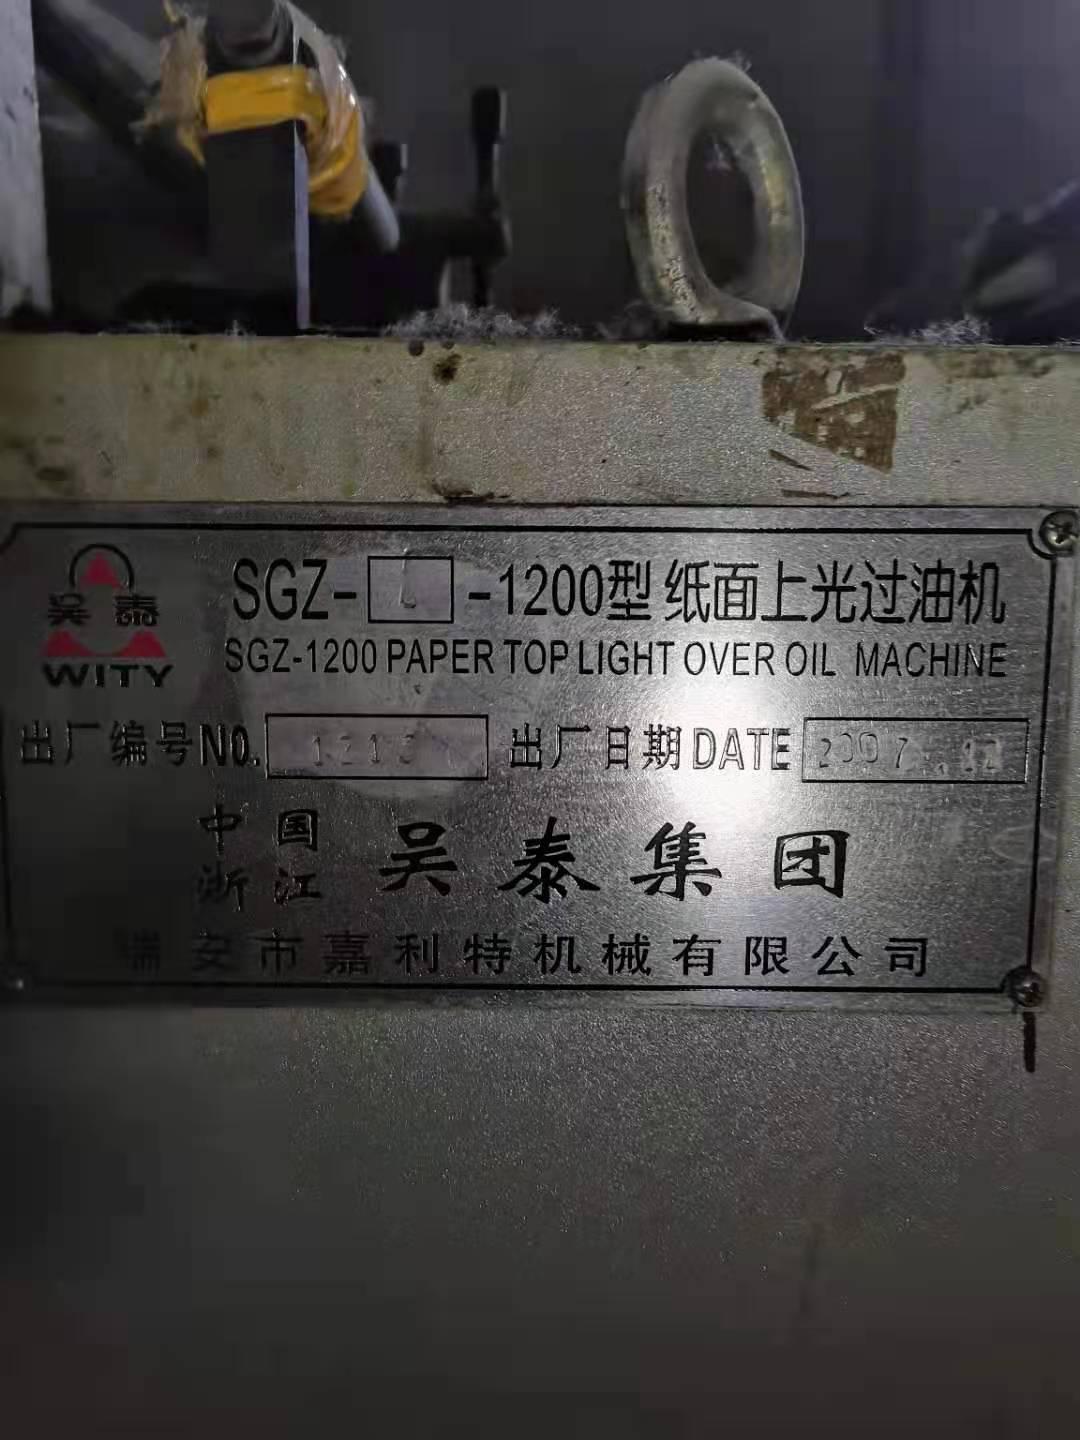 吴泰
WITY
SGZ-L-1200型 纸面上光过油机
SGZ-1200 PAPER TOP LIGHT OVER OIL MACHINE
出厂编号NO. 出厂日期DATE 2007.12
中国
浙江 吴泰集团
瑞安市嘉利特机械有限公司